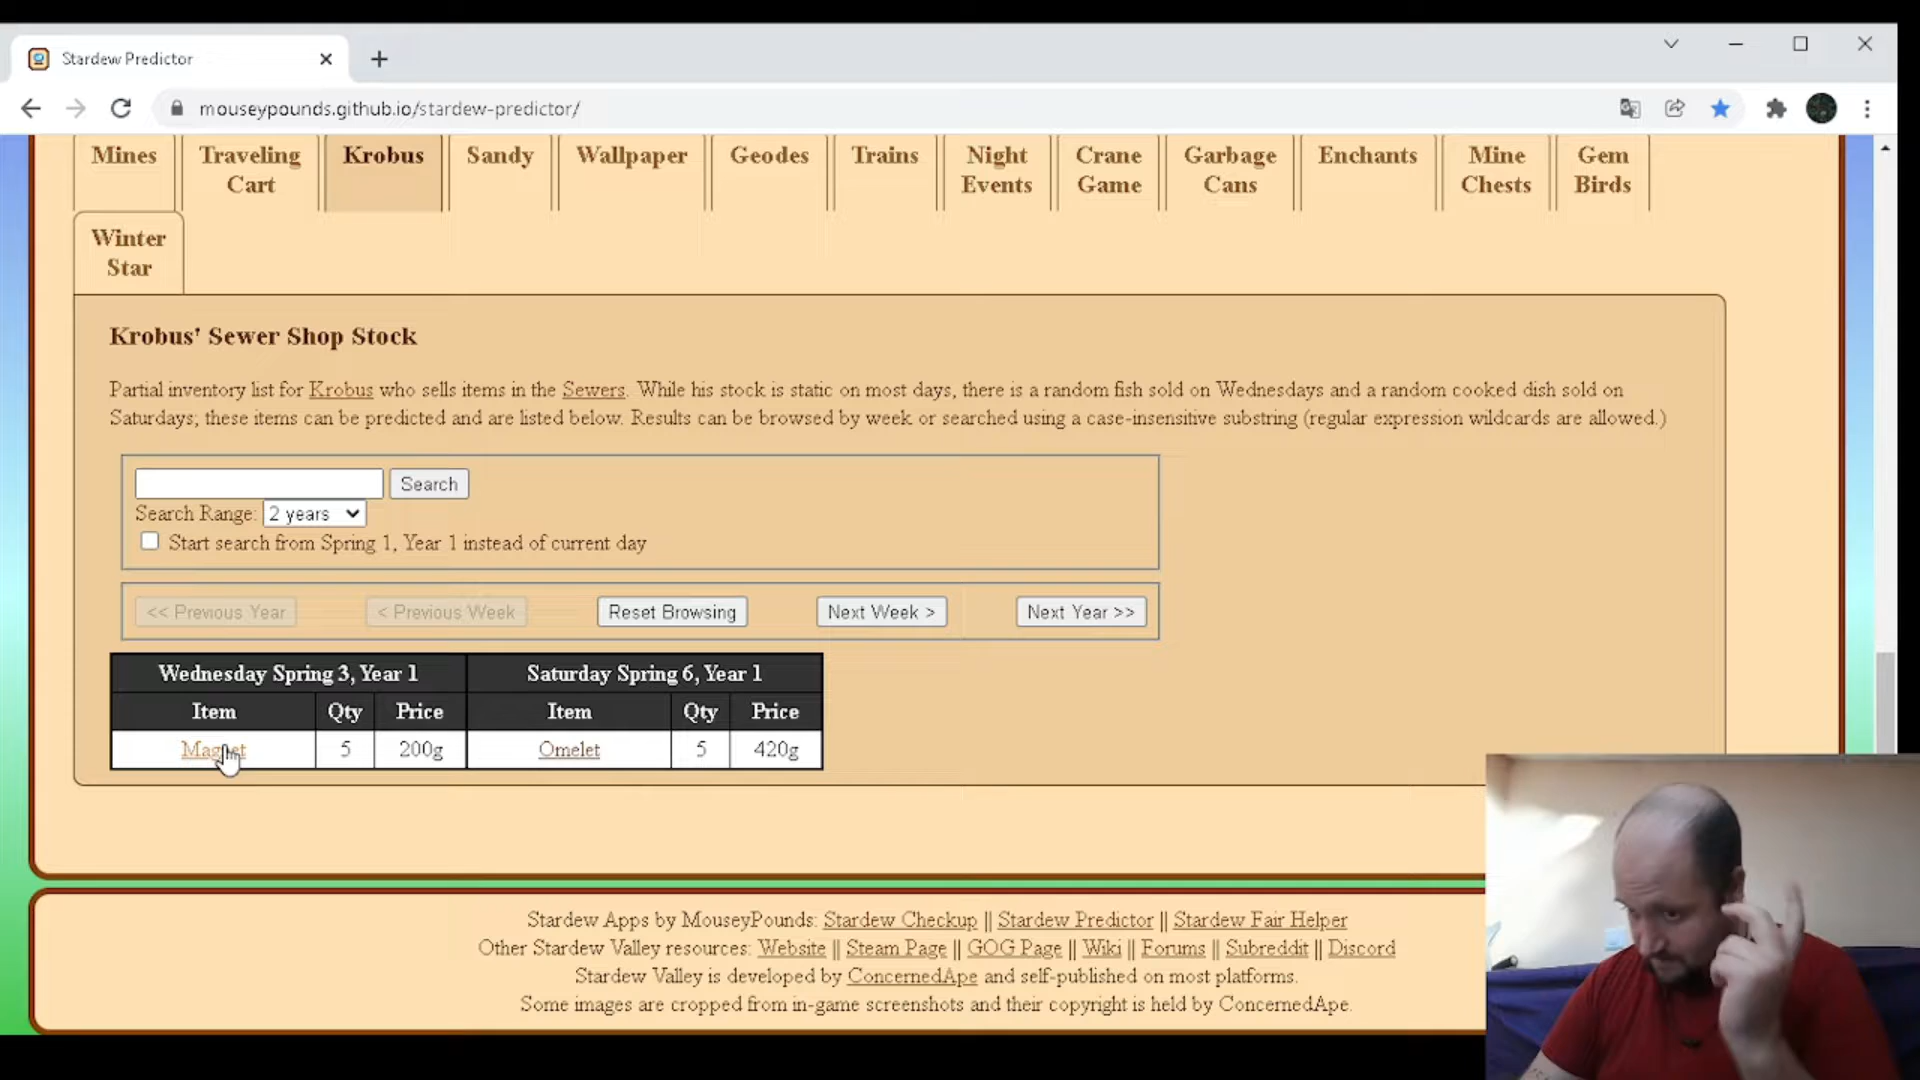 Stardew Predictor
mouseypounds.github.io/stardew-predictor/
Mines
Traveling Cart
Krobus
Sandy
Wallpaper
Geodes
Trains
Night Events
Crane Game
Garbage Cans
Enchants
Mine Chests
Gem Birds
Winter Star
Krobus' Sewer Shop Stock
Partial inventory list for Krobus who sells items in the Sewers. While his stock is static on most days, there is a random fish sold on Wednesdays and a random cooked dish sold on
Saturdays; these items can be predicted and are listed below. Results can be browsed by week or searched using a case-insensitive substring (regular expression wildcards are allowed.)
Search
Search Range: 2 years
Start search from Spring 1, Year 1 instead of current day
<< Previous Year < Previous Week Reset Browsing Next Week > Next Year >>
Wednesday Spring 3, Year 1 Saturday Spring 6, Year 1
Item Qty Price Item Qty Price
Magnet 5 200g Omelet 5 420g
Stardew Apps by MouseyPounds: Stardew Checkup || Stardew Predictor || Stardew Fair Helper
Other Stardew Valley resources: Website || Steam Page || GOG Page || Wiki || Forums || Subreddit || Discord
Stardew Valley is developed by ConcernedApe and self-published on most platforms.
Some images are cropped from in-game screenshots and their copyright is held by ConcernedApe.